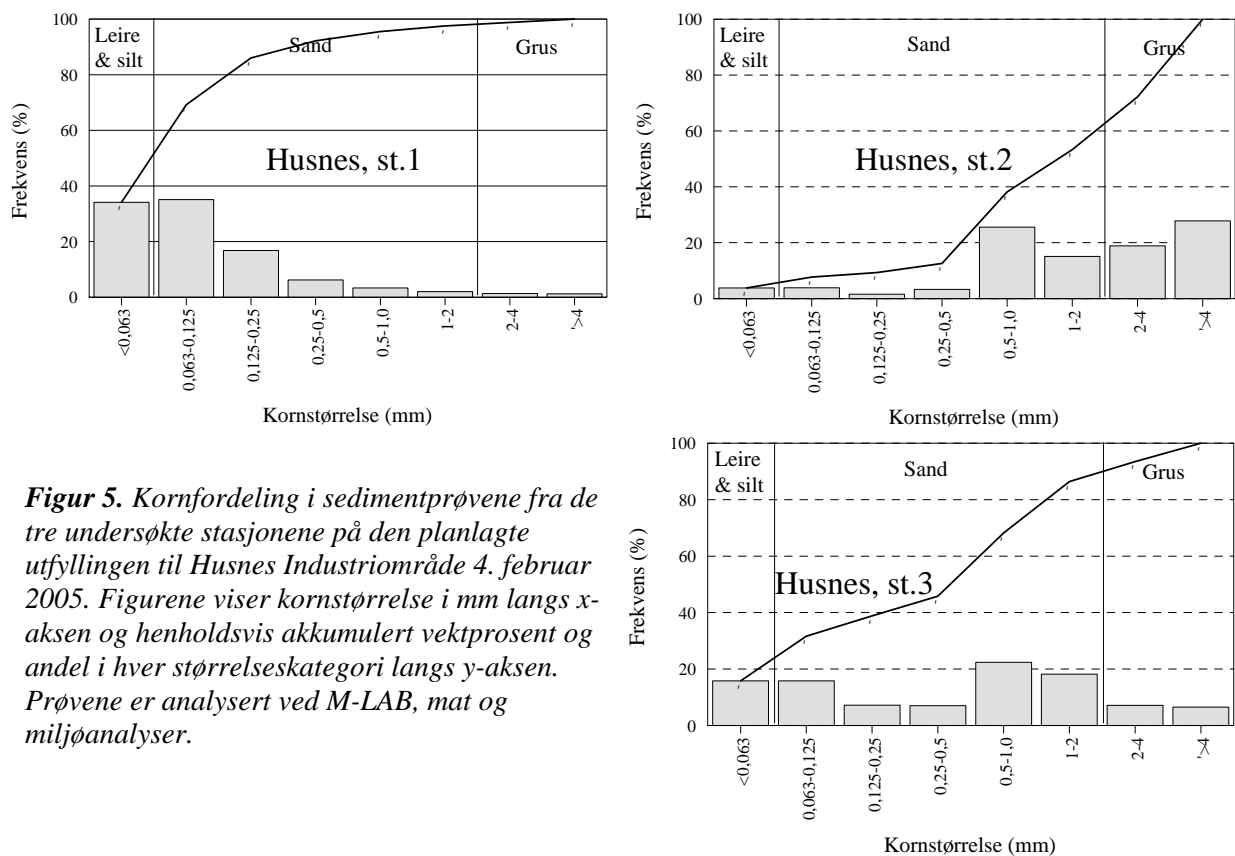 100
80
60
40
20
0
Frekvens (%)
Leire
& silt
Sand
Grus
Husnes, st.1
<0,063
0,063-0,125
0,125-0,25
0,25-0,5
0,5-1,0
1-2
2-4
'>4
Kornstørrelse (mm)
100
80
60
40
20
0
Frekvens (%)
Leire
& silt
Sand
Grus
Husnes, st.2
<0,063
0,063-0,125
0,125-0,25
0,25-0,5
0,5-1,0
1-2
2-4
'>4
Kornstørrelse (mm)
Figur 5. Kornfordeling i sedimentprøvene fra de
tre undersøkte stasjonene på den planlagte
utfyllingen til Husnes Industriområde 4. februar
2005. Figurene viser kornstørrelse i mm langs x-
aksen og henholdsvis akkumulert vektprosent og
andel i hver størrelseskategori langs y-aksen.
Prøvene er analysert ved M-LAB, mat og
miljøanalyser.
100
80
60
40
20
0
Frekvens (%)
Leire
& silt
Sand
Grus
Husnes, st.3
<0,063
0,063-0,125
0,125-0,25
0,25-0,5
0,5-1,0
1-2
2-4
'>4
Kornstørrelse (mm)